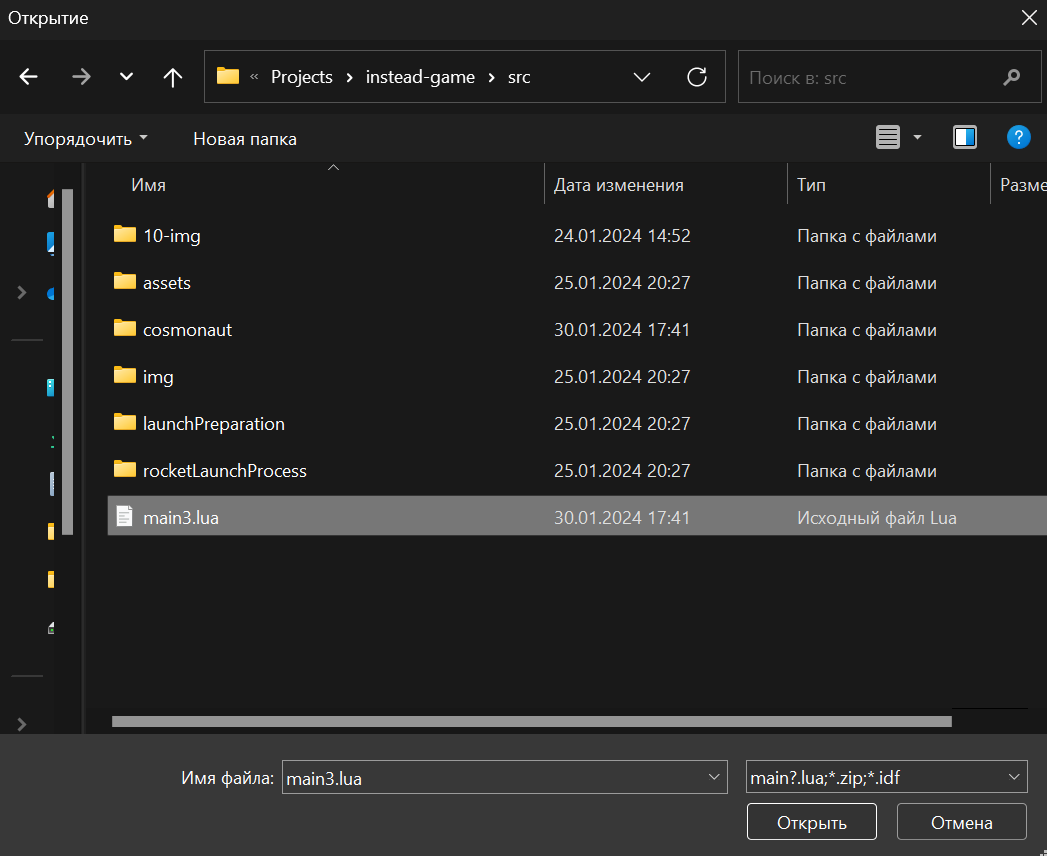 Открытие
« Projects > instead-game > src
Поиск в: src
Упорядочить Новая папка ?
Имя Дата изменения Тип Разме
10-img 24.01.2024 14:52 Папка с файлами
assets 25.01.2024 20:27 Папка с файлами
cosmonaut 30.01.2024 17:41 Папка с файлами
img 25.01.2024 20:27 Папка с файлами
launchPreparation 25.01.2024 20:27 Папка с файлами
rocketLaunchProcess 25.01.2024 20:27 Папка с файлами
main3.lua 30.01.2024 17:41 Исходный файл Lua
Имя файла: main3.lua main?.lua;*.zip;*.idf
Открыть Отмена